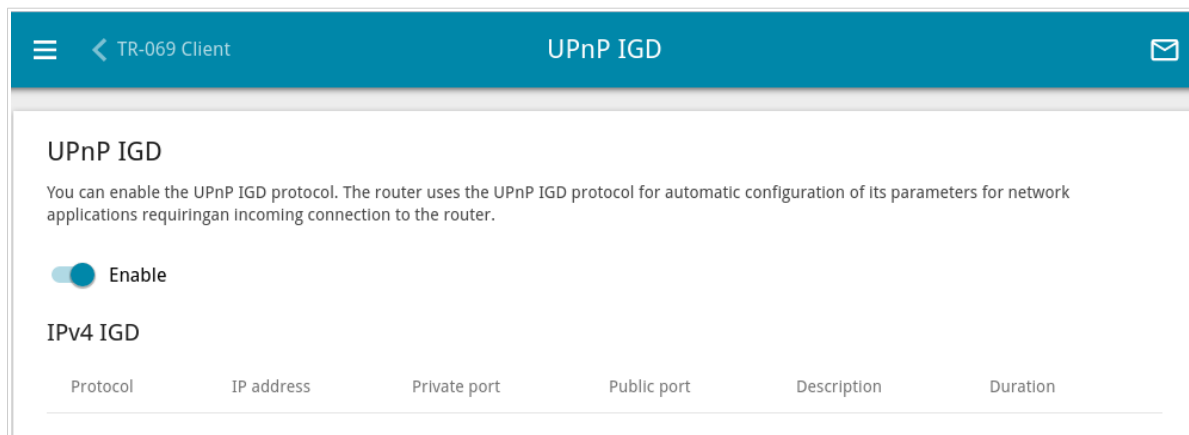 TR-069 Client UPnP IGD
UPnP IGD
You can enable the UPnP IGD protocol. The router uses the UPnP IGD protocol for automatic configuration of its parameters for network
applications requiringan incoming connection to the router.
Enable
IPv4 IGD
Protocol IP address Private port Public port Description Duration